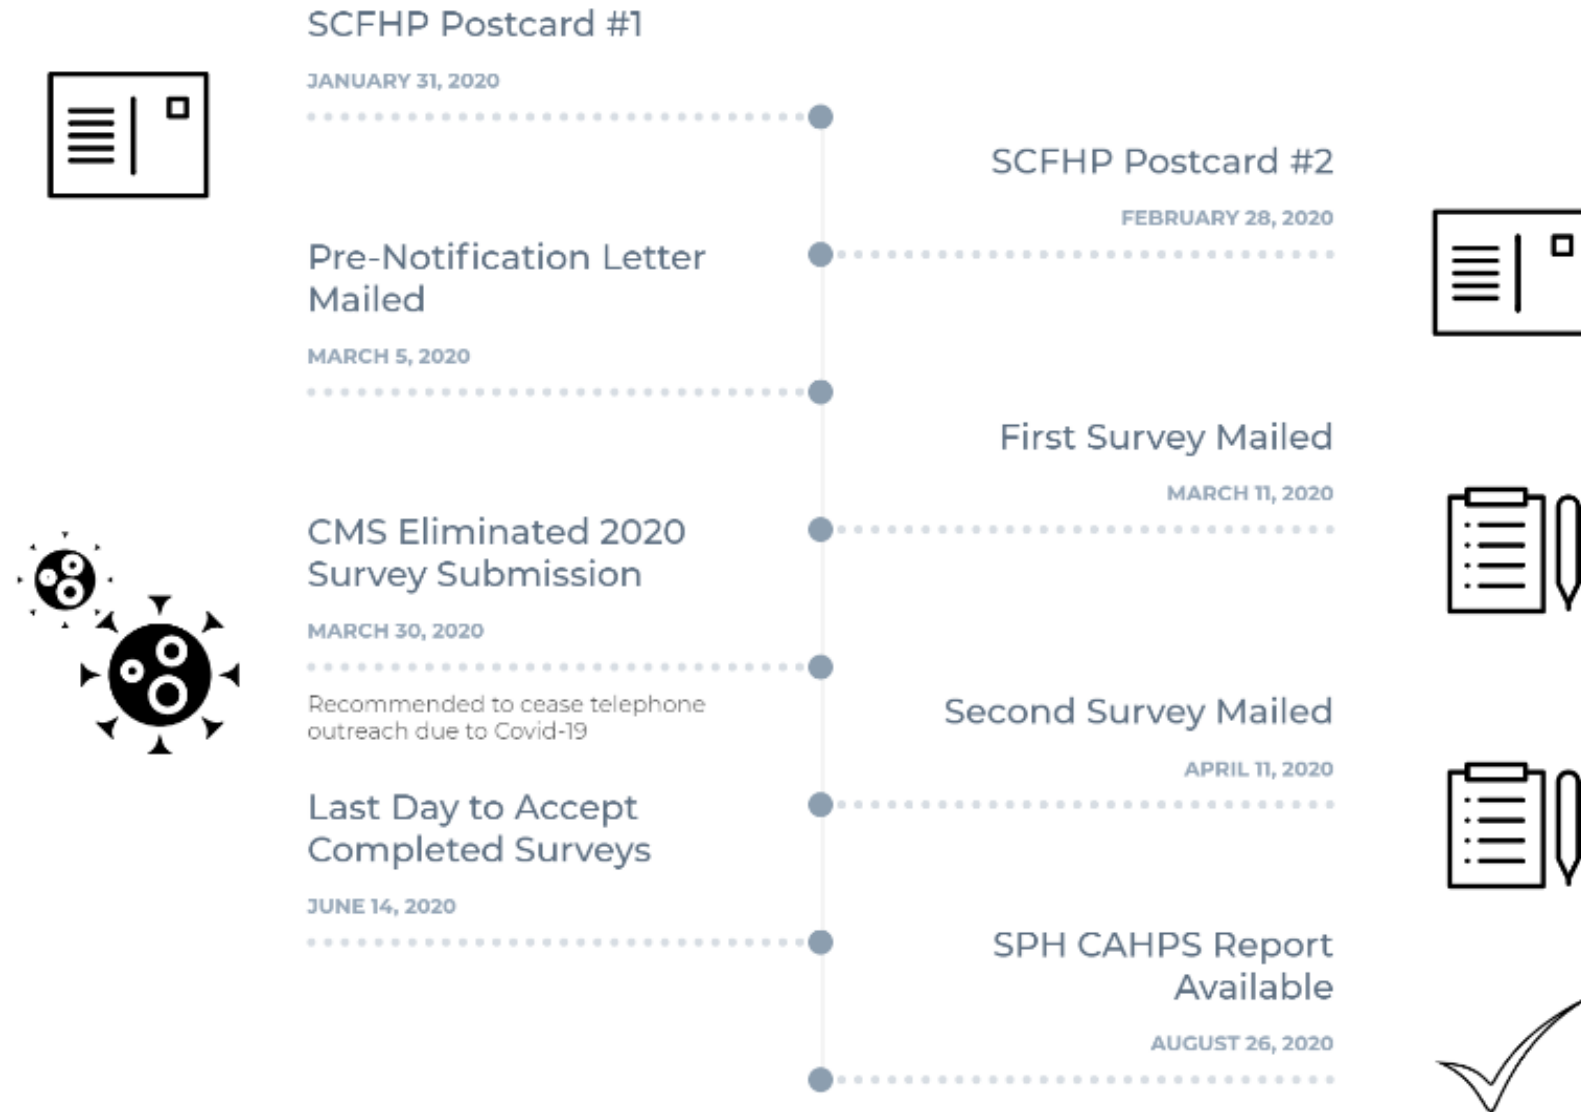 SCFHP Postcard #1
JANUARY 31, 2020
SCFHP Postcard #2
FEBRUARY 28, 2020
Pre-Notification Letter
Mailed
MARCH 5, 2020
First Survey Mailed
MARCH 11, 2020
CMS Eliminated 2020
Survey Submission
MARCH 30, 2020
Recommended to cease telephone
outreach due to Covid-19
Second Survey Mailed
APRIL 11, 2020
Last Day to Accept
Completed Surveys
JUNE 14, 2020
SPH CAHPS Report
Available
AUGUST 26, 2020